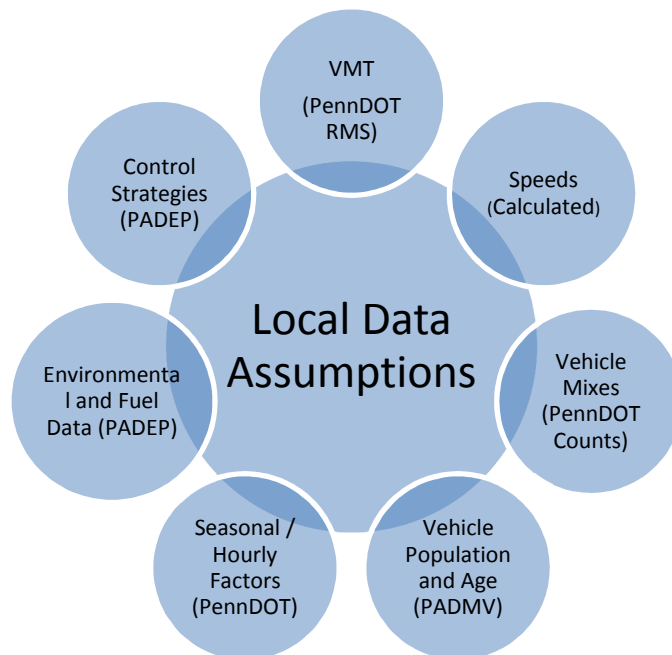 VMT
(PennDOT
RMS)
Control
Strategies
(PADEP)
Speeds
(Calculated)
Local Data
Assumptions
Environmenta
l and Fuel
Data (PADEP)
Vehicle
Mixes
(PennDOT
Counts)
Seasonal /
Hourly
Factors
(PennDOT)
Vehicle
Population
and Age
(PADMV)